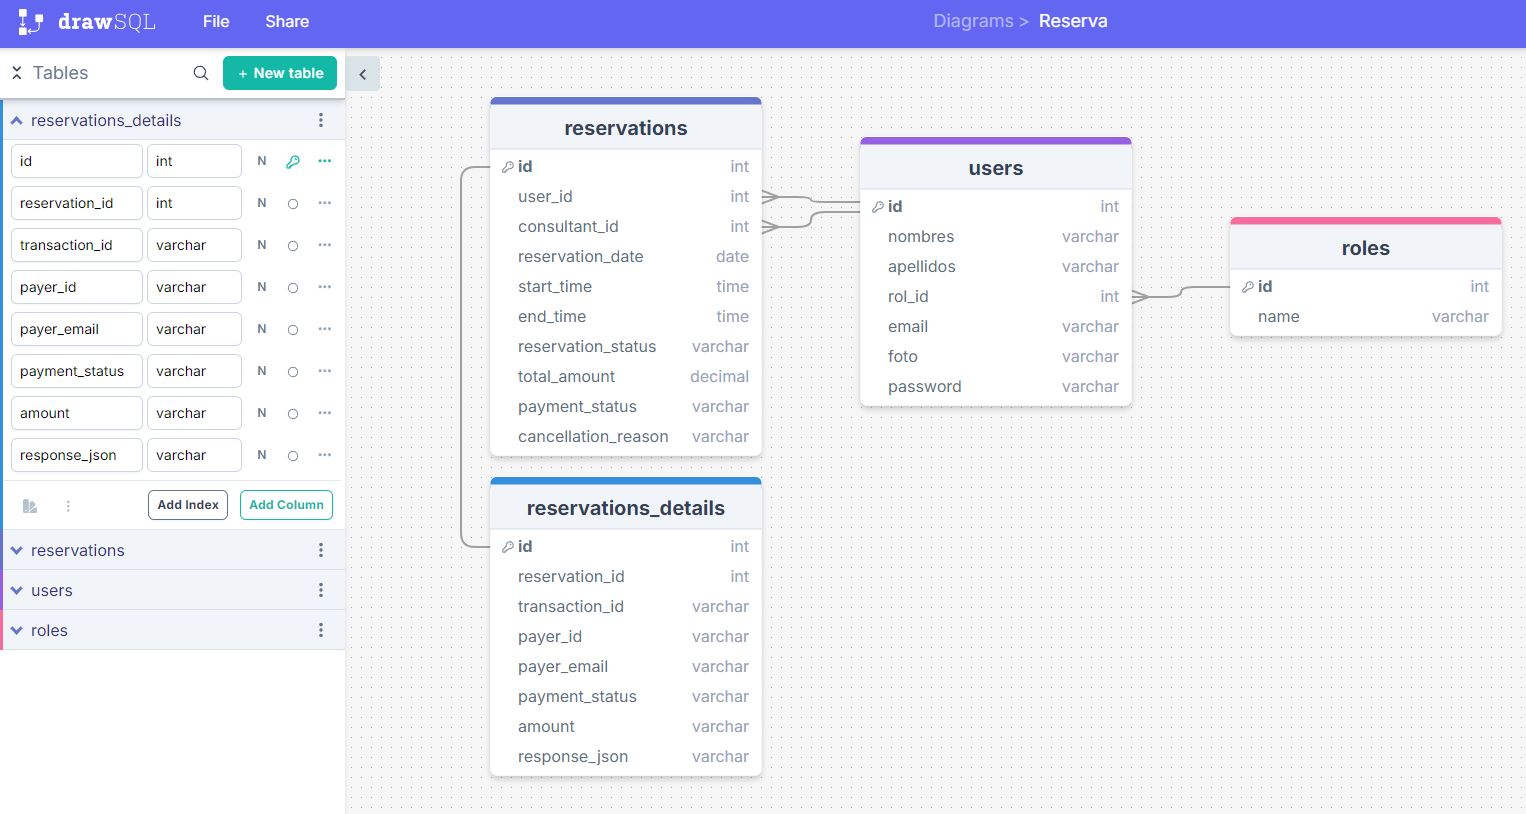 drawSQL
File
Share
Diagrams > Reserva
Tables
+ New table
reservations_details
id int N
reservation_id int N
transaction_id varchar N
payer_id varchar N
payer_email varchar N
payment_status varchar N
amount varchar N
response_json varchar N
Add Index
Add Column
reservations
users
roles
reservations
id int
user_id int
consultant_id int
reservation_date date
start_time time
end_time time
reservation_status varchar
total_amount decimal
payment_status varchar
cancellation_reason varchar
reservations_details
id int
reservation_id int
transaction_id varchar
payer_id varchar
payer_email varchar
payment_status varchar
amount varchar
response_json varchar
users
id int
nombres varchar
apellidos varchar
rol_id int
email varchar
foto varchar
password varchar
roles
id int
name varchar